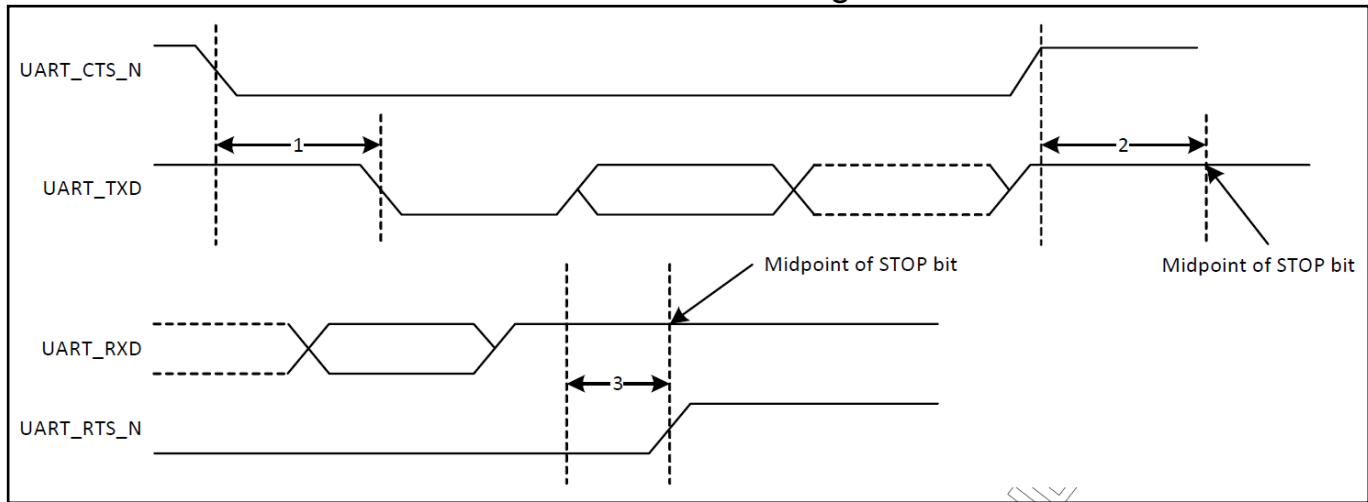 UART_CTS_N
1
2
UART_TXD
Midpoint of STOP bit
Midpoint of STOP bit
UART_RXD
3
UART_RTS_N